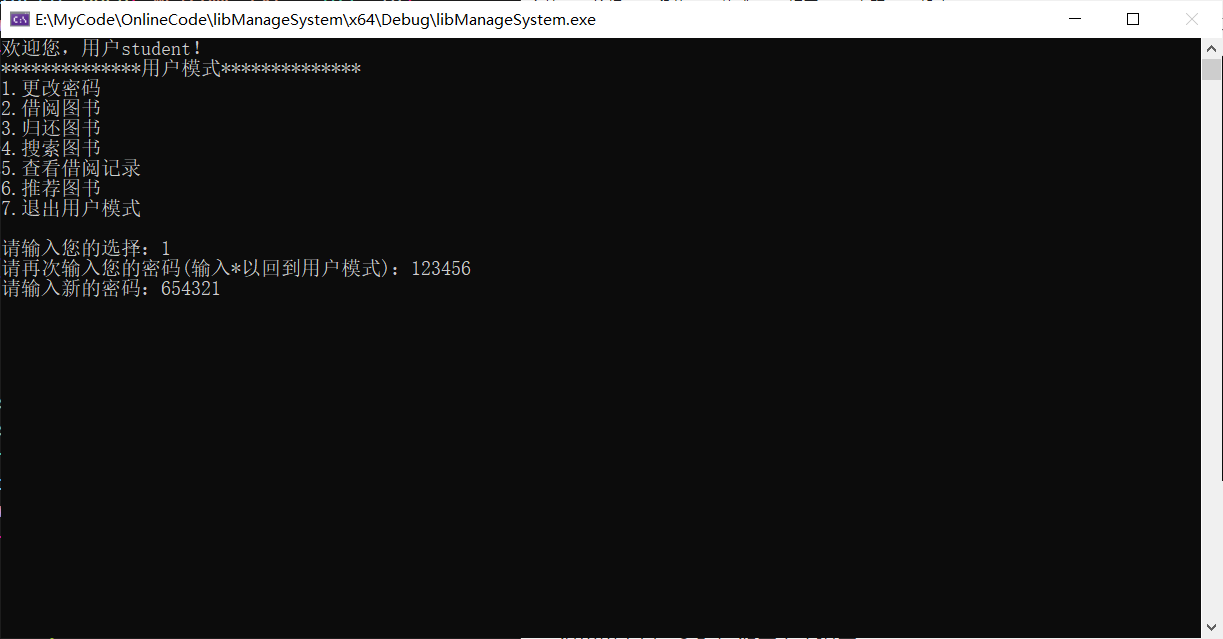 E:\MyCode\OnlineCode\libManageSystem\x64\Debug\libManageSystem.exe
欢迎您，用户student！
**************用户模式**************
1.更改密码
2.借阅图书
3.归还图书
4.搜索图书
5.查看借阅记录
6.推荐图书
7.退出用户模式
请输入您的选择：1
请再次输入您的密码(输入*以回到用户模式)：123456
请输入新的密码：654321